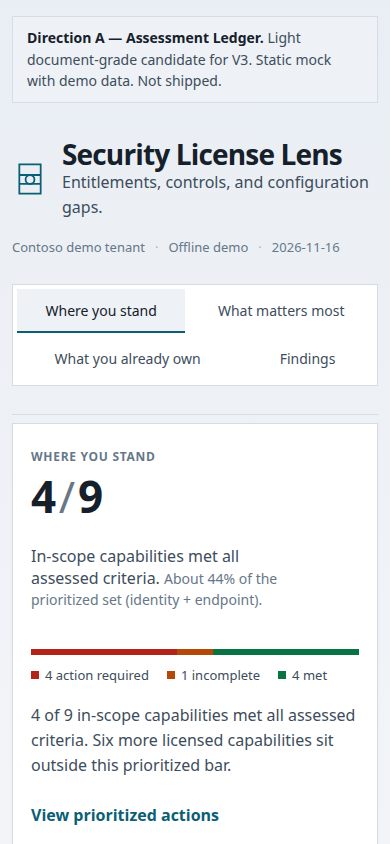 Direction A — Assessment Ledger. Light
document-grade candidate for V3. Static mock
with demo data. Not shipped.
Security License Lens
Entitlements, controls, and configuration
gaps.
Contoso demo tenant · Offline demo · 2026-11-16
Where you stand
What matters most
What you already own
Findings
WHERE YOU STAND
4/9
In-scope capabilities met all
assessed criteria. About 44% of the
prioritized set (identity + endpoint).
4 action required
1 incomplete
4 met
4 of 9 in-scope capabilities met all assessed
criteria. Six more licensed capabilities sit
outside this prioritized bar.
View prioritized actions